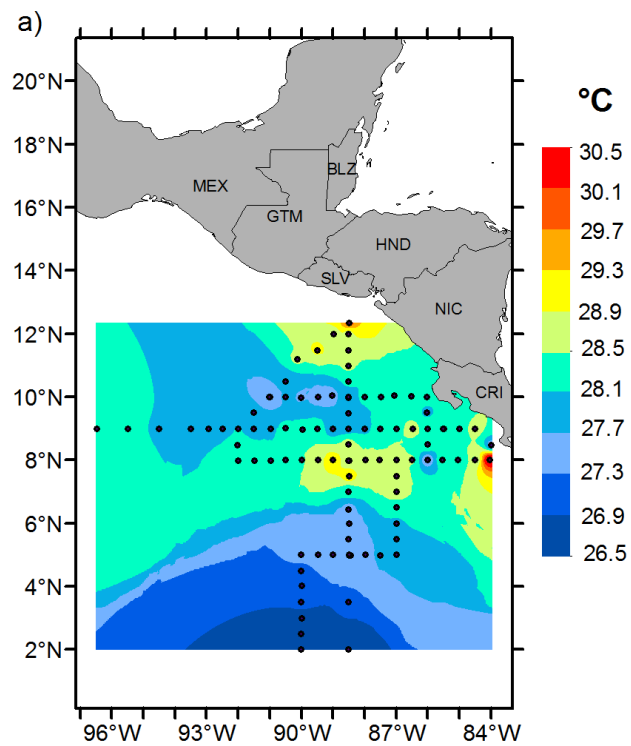 a)
20°N
18°N
16°N
14°N
12°N
10°N
8°N
6°N
4°N
2°N
96°W
93°W
90°W
87°W
84°W
MEX
BLZ
GTM
HND
SLV
NIC
CRI
°C
30.5
30.1
29.7
29.3
28.9
28.5
28.1
27.7
27.3
26.9
26.5